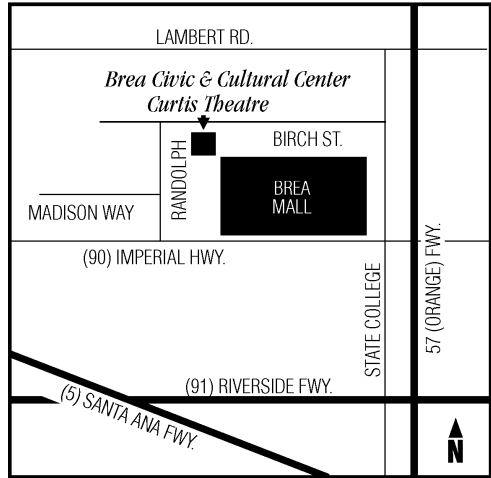 LAMBERT RD.
Brea Civic & Cultural Center
Curtis Theatre
BIRCH ST.
RANDOLPH
BREA
MALL
MADISON WAY
(90) IMPERIAL HWY.
STATE COLLEGE
57 (ORANGE) FWY.
(91) RIVERSIDE FWY.
(5) SANTA ANA FWY.
N